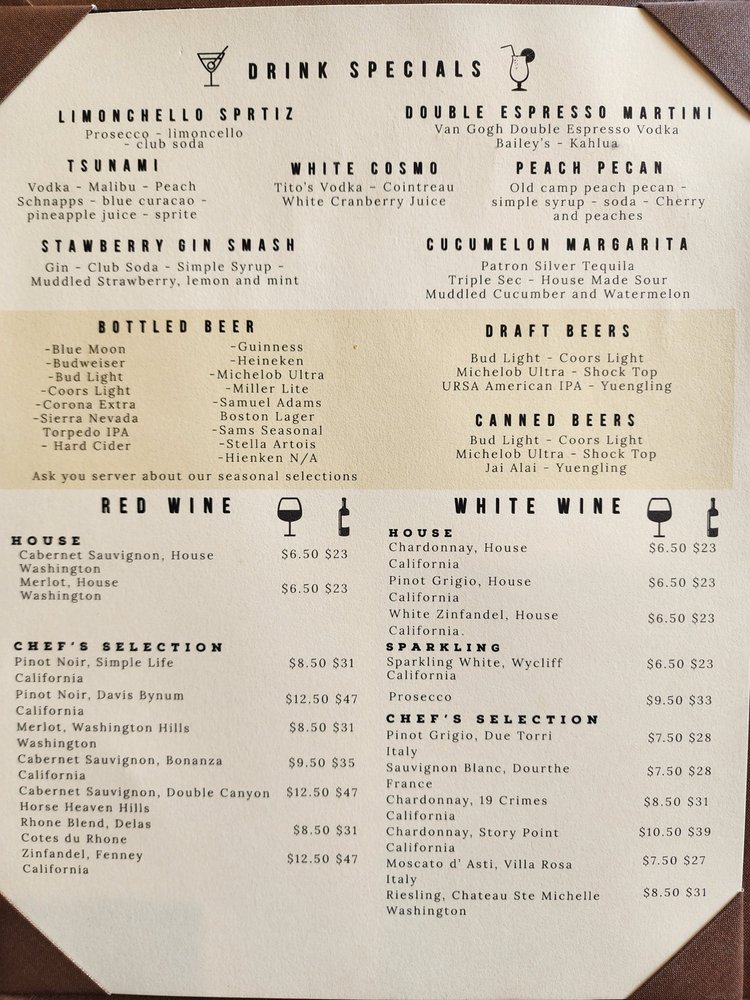 DRINK SPECIALS
LIMONCHELLO SPRTIZ
Prosecco - limoncello
- club soda
DOUBLE ESPRESSO MARTINI
Van Gogh Double Espresso Vodka
Bailey's - Kahlua
TSUNAMI
Vodka - Malibu - Peach
Schnapps - blue curacao -
pineapple juice - sprite
WHITE COSMO
Tito's Vodka - Cointreau
White Cranberry Juice
PEACH PECAN
Old camp peach pecan -
simple syrup - soda - Cherry
and peaches
STAWBERRY GIN SMASH
Gin - Club Soda - Simple Syrup -
Muddled Strawberry, lemon and mint
CUCUMELON MARGARITA
Patron Silver Tequila
Triple Sec - House Made Sour
Muddled Cucumber and Watermelon
BOTTLED BEER
-Blue Moon
-Budweiser
-Bud Light
-Coors Light
-Corona Extra
-Sierra Nevada
Torpedo IPA
- Hard Cider
-Guinness
-Heineken
-Michelob Ultra
-Miller Lite
-Samuel Adams
Boston Lager
-Sams Seasonal
-Stella Artois
-Hienken N/A
Ask you server about our seasonal selections
DRAFT BEERS
Bud Light - Coors Light
Michelob Ultra - Shock Top
URSA American IPA - Yuengling
CANNED BEERS
Bud Light - Coors Light
Michelob Ultra - Shock Top
Jai Alai - Yuengling
RED WINE
HOUSE
Cabernet Sauvignon, House $6.50 $23
Washington
Merlot, House $6.50 $23
Washington
CHEF'S SELECTION
Pinot Noir, Simple Life $8.50 $31
California
Pinot Noir, Davis Bynum $12.50 $47
California
Merlot, Washington Hills $8.50 $31
Washington
Cabernet Sauvignon, Bonanza $9.50 $35
California
Cabernet Sauvignon, Double Canyon $12.50 $47
Horse Heaven Hills
Rhone Blend, Delas $8.50 $31
Cotes du Rhone
Zinfandel, Fenney $12.50 $47
California
WHITE WINE
HOUSE
Chardonnay, House $6.50 $23
California
Pinot Grigio, House $6.50 $23
California
White Zinfandel, House $6.50 $23
California.
SPARKLING
Sparkling White, Wycliff $6.50 $23
California
Prosecco $9.50 $33
CHEF'S SELECTION
Pinot Grigio, Due Torri $7.50 $28
Italy
Sauvignon Blanc, Dourthe $7.50 $28
France
Chardonnay, 19 Crimes $8.50 $31
California
Chardonnay, Story Point $10.50 $39
California
Moscato d' Asti, Villa Rosa $7.50 $27
Italy
Riesling, Chateau Ste Michelle $8.50 $31
Washington